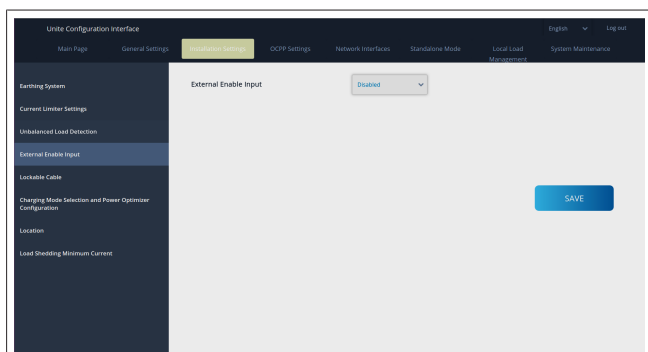 Unite Configuration Interface
English
Log out
Main Page
General Settings
Installation Settings
OCPP Settings
Network Interfaces
Standalone Mode
Local Load
Management
System Maintenance
Earthing System
Current Limiter Settings
Unbalanced Load Detection
External Enable Input
Lockable Cable
Charging Mode Selection and Power Optimizer
Configuration
Location
Load Shedding Minimum Current
External Enable Input
Disabled
SAVE